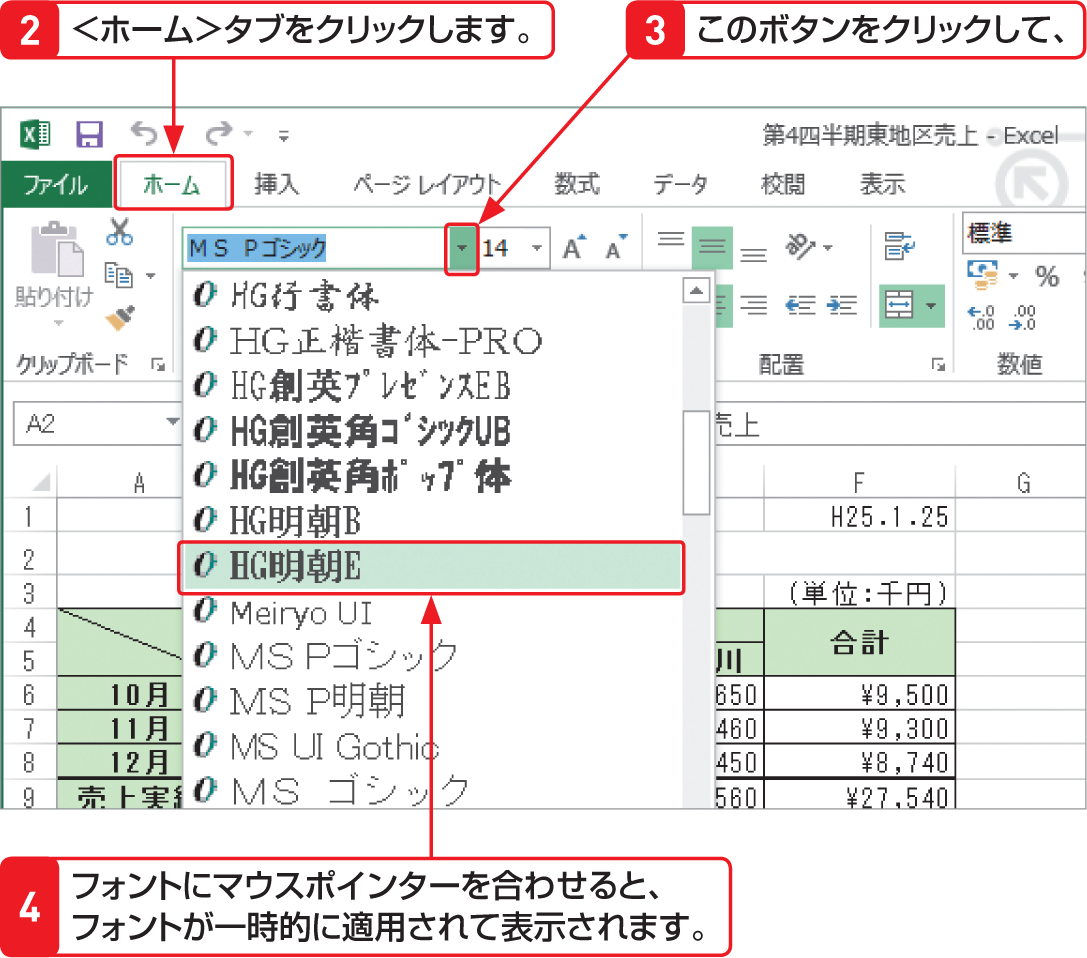 2 <ホーム>タブをクリックします。
3 このボタンをクリックして、
第4四半期東地区売上 - Excel
ファイル ホーム 挿入 ページ レイアウト 数式 データ 校閲 表示
MS Pゴシック 14 A A 標準
貼り付け
%
クリップボード 配置 数値
HG行書体
HG正楷書体-PRO
HG創英プレゼンスEB
HG創英角ゴシックUB
HG創英角ポップ体
HG明朝B
HG明朝E
Meiryo UI
MS Pゴシック
MS P明朝
MS UI Gothic
MS ゴシック
A2 売上
A F G
1 H25.1.25
2
3 (単位:千円)
4 合計
5 川
6 10月 650 ¥9,500
7 11月 460 ¥9,300
8 12月 450 ¥8,740
9 売上実績 560 ¥27,540
4 フォントにマウスポインターを合わせると、
フォントが一時的に適用されて表示されます。